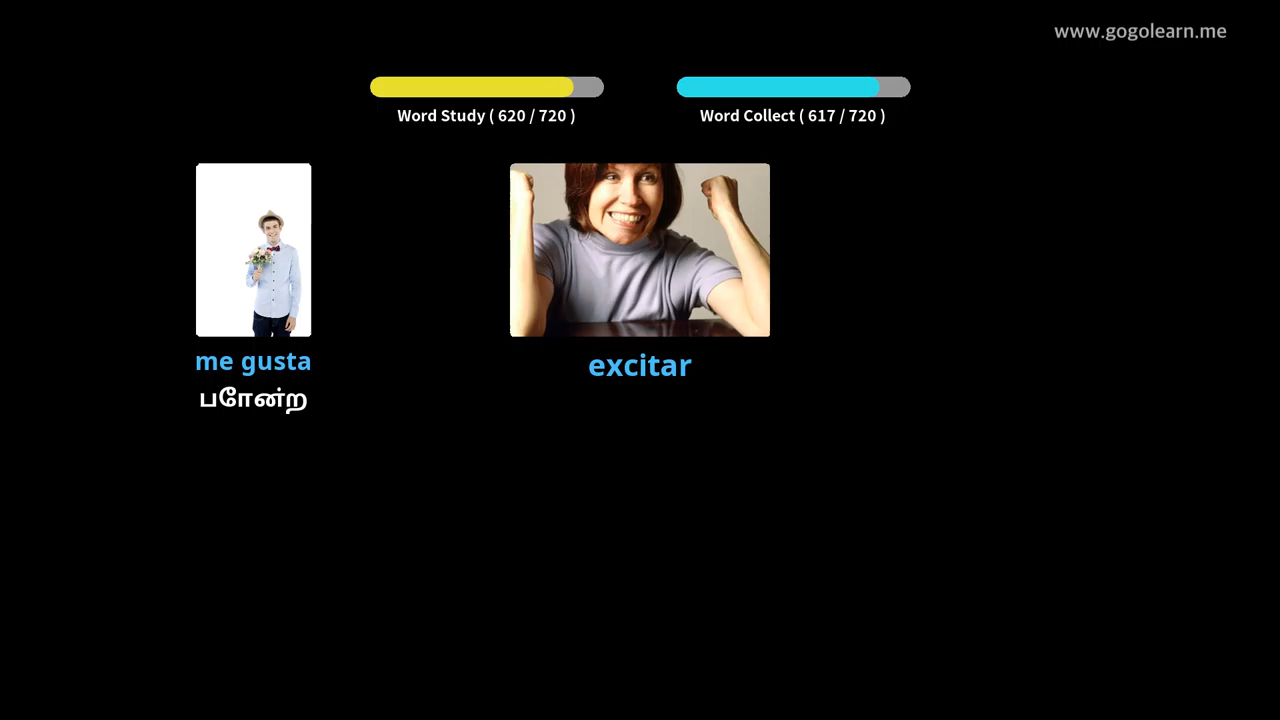 www.gogolearn.me
Word Study ( 620 / 720 )
Word Collect ( 617 / 720 )
me gusta
போன்ற
excitar